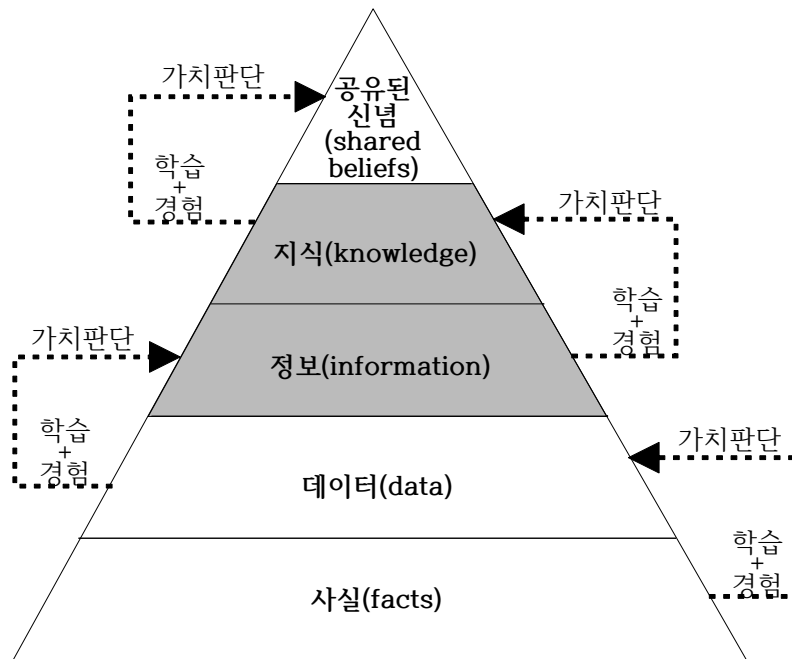 가치판단
공유된
신념
(shared
beliefs)
학습
+
경험
가치판단
지식(knowledge)
학습
+
경험
가치판단
정보(information)
학습
+
경험
가치판단
데이터(data)
학습
+
경험
사실(facts)